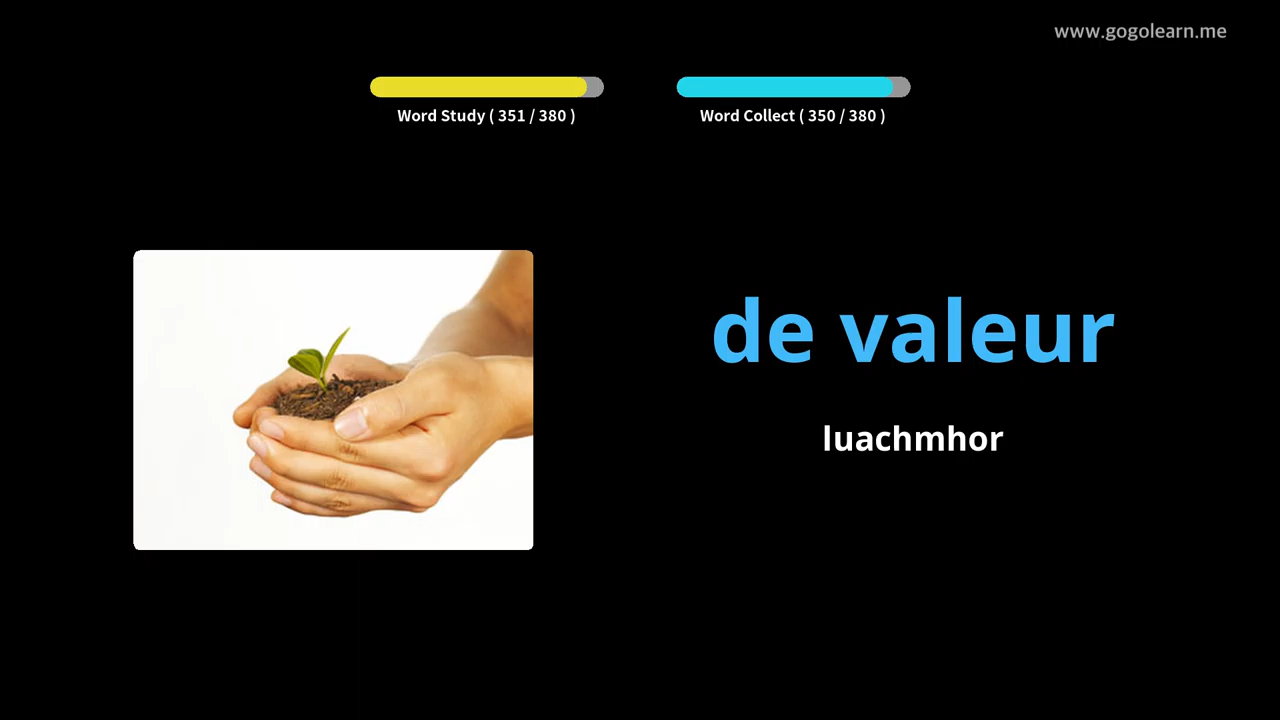 www.gogolearn.me
Word Study ( 351 / 380 )
Word Collect ( 350 / 380 )
de valeur
luachmhor